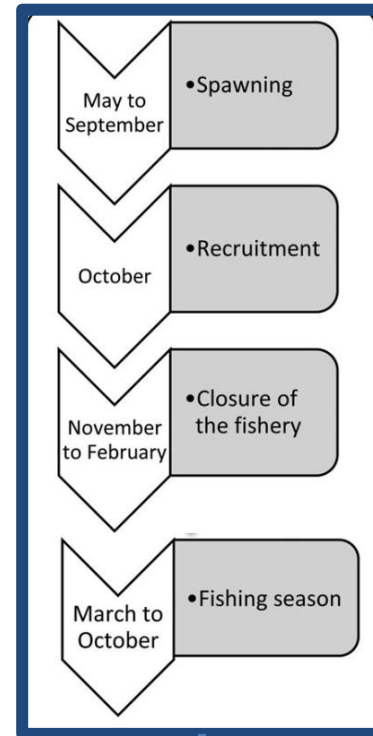 May to
September
•Spawning
October
•Recruitment
November
to February
•Closure of
the fishery
March to
October
•Fishing season